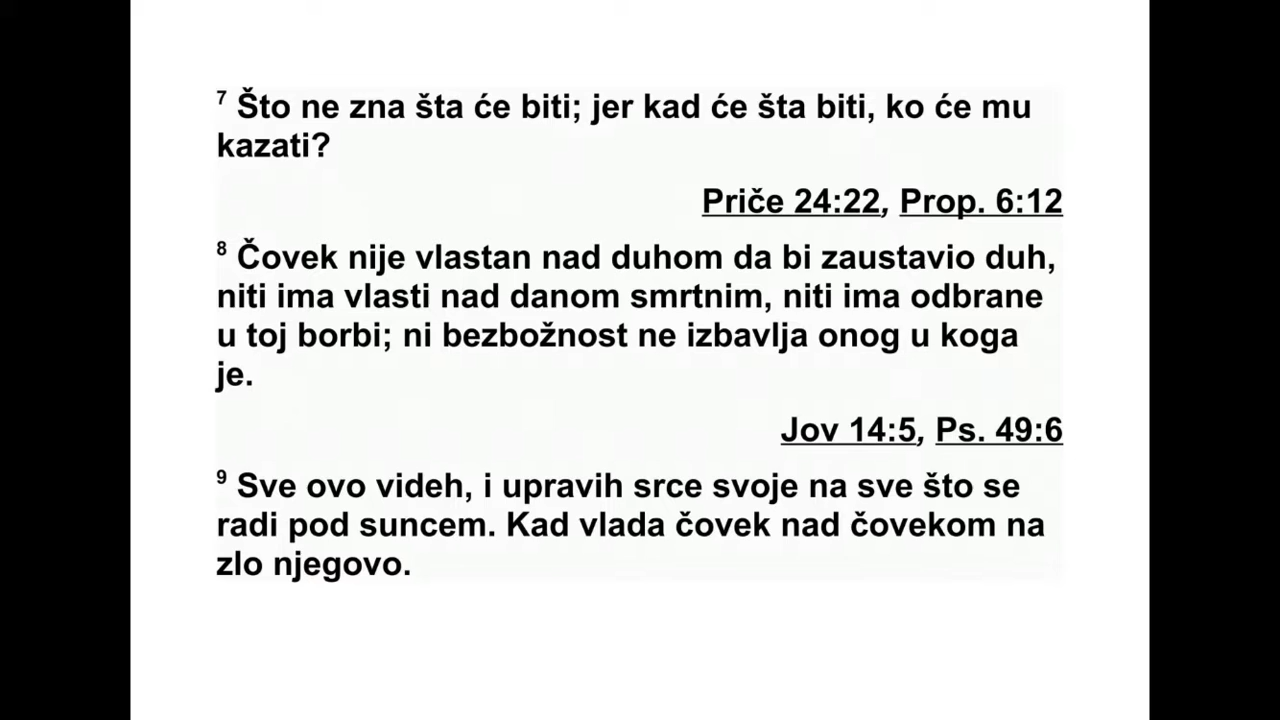 7 Što ne zna šta će biti; jer kad će šta biti, ko će mu
kazati?
Priče 24:22, Prop. 6:12
8 Čovek nije vlastan nad duhom da bi zaustavio duh,
niti ima vlasti nad danom smrtnim, niti ima odbrane
u toj borbi; ni bezbožnost ne izbavlja onog u koga
je.
Jov 14:5, Ps. 49:6
9 Sve ovo videh, i upravih srce svoje na sve što se
radi pod suncem. Kad vlada čovek nad čovekom na
zlo njegovo.